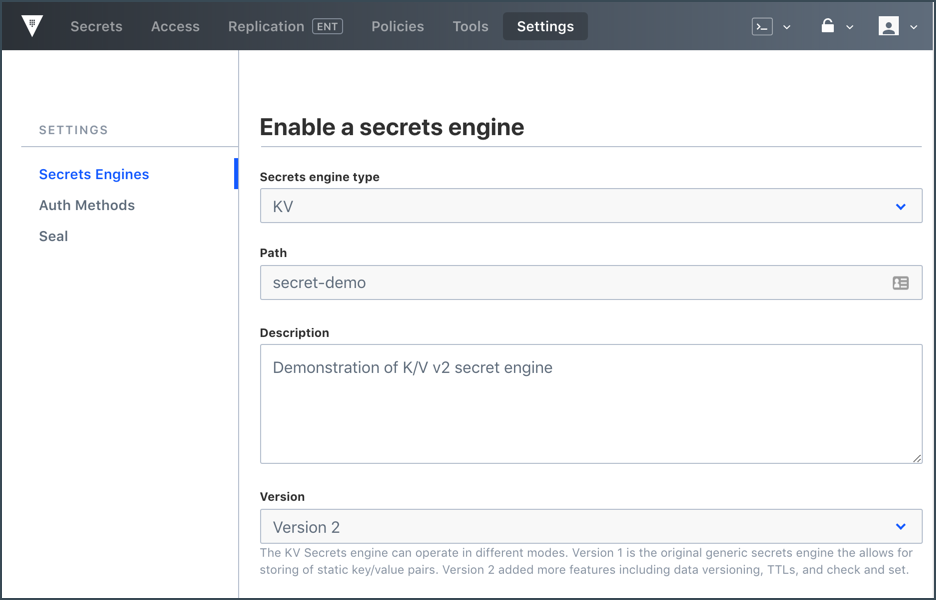 Secrets Access Replication ENT Policies Tools Settings
SETTINGS
Secrets Engines
Auth Methods
Seal
Enable a secrets engine
Secrets engine type
KV
Path
secret-demo
Description
Demonstration of K/V v2 secret engine
Version
Version 2
The KV Secrets engine can operate in different modes. Version 1 is the original generic secrets engine the allows for
storing of static key/value pairs. Version 2 added more features including data versioning, TTLs, and check and set.